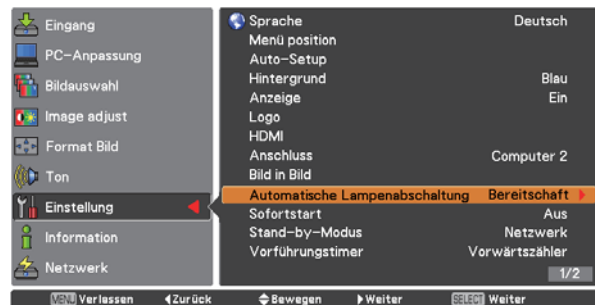 Eingang
PC-Anpassung
Bildauswahl
Image adjust
Format Bild
Ton
Einstellung
Information
Netzwerk
Sprache Deutsch
Menü position
Auto-Setup
Hintergrund Blau
Anzeige Ein
Logo
HDMI
Anschluss Computer 2
Bild in Bild
Automatische Lampenabschaltung Bereitschaft
Sofortstart Aus
Stand-by-Modus Netzwerk
Vorführungstimer Vorwärtszähler
1/2
MENU Verlassen Zurück Bewegen Weiter SELECT Weiter